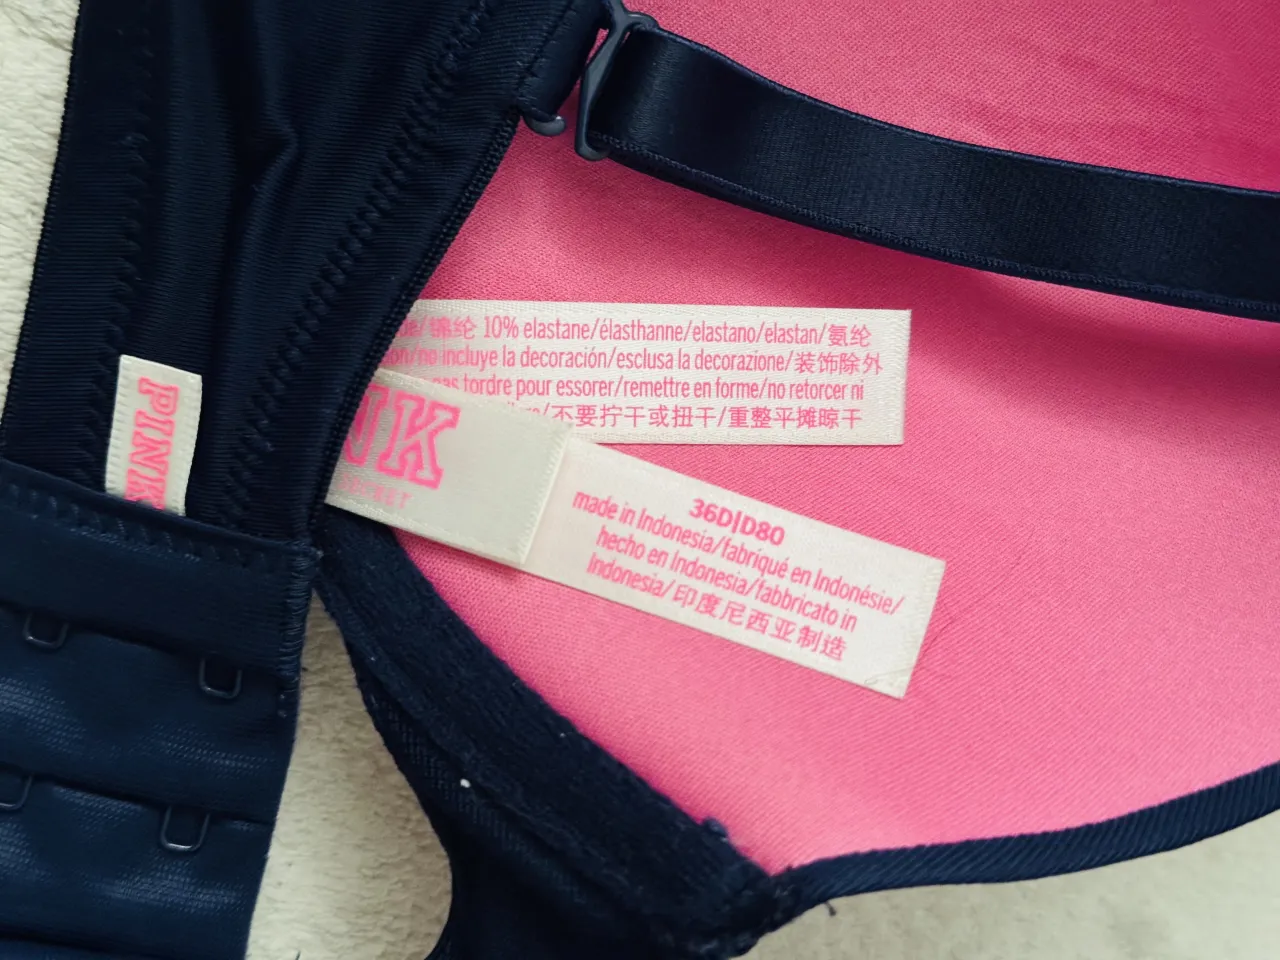 锦纶 10% elastane/élasthanne/elastano/elastan/氨纶
no incluye la decoración/esclusa la decorazione/装饰除外
pas tordre pour essorer/remettre en forme/no retorcer ni
不要拧干或扭干/重整平摊晾干
PINK
NK
SECRET
36D|D80
made in Indonesia/fabriqué en Indonésie/
hecho en Indonesia/fabbricato in
Indonesia/印度尼西亚制造